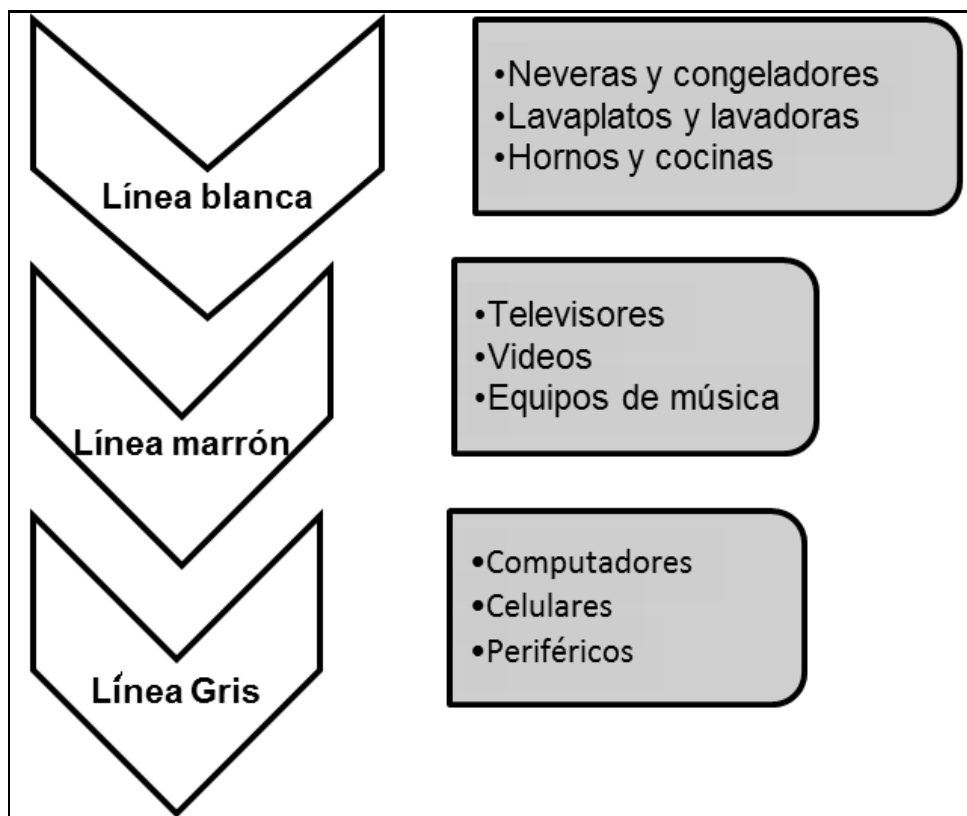 Línea blanca
•Neveras y congeladores
•Lavaplatos y lavadoras
•Hornos y cocinas
Línea marrón
•Televisores
•Videos
•Equipos de música
Línea Gris
•Computadores
•Celulares
•Periféricos